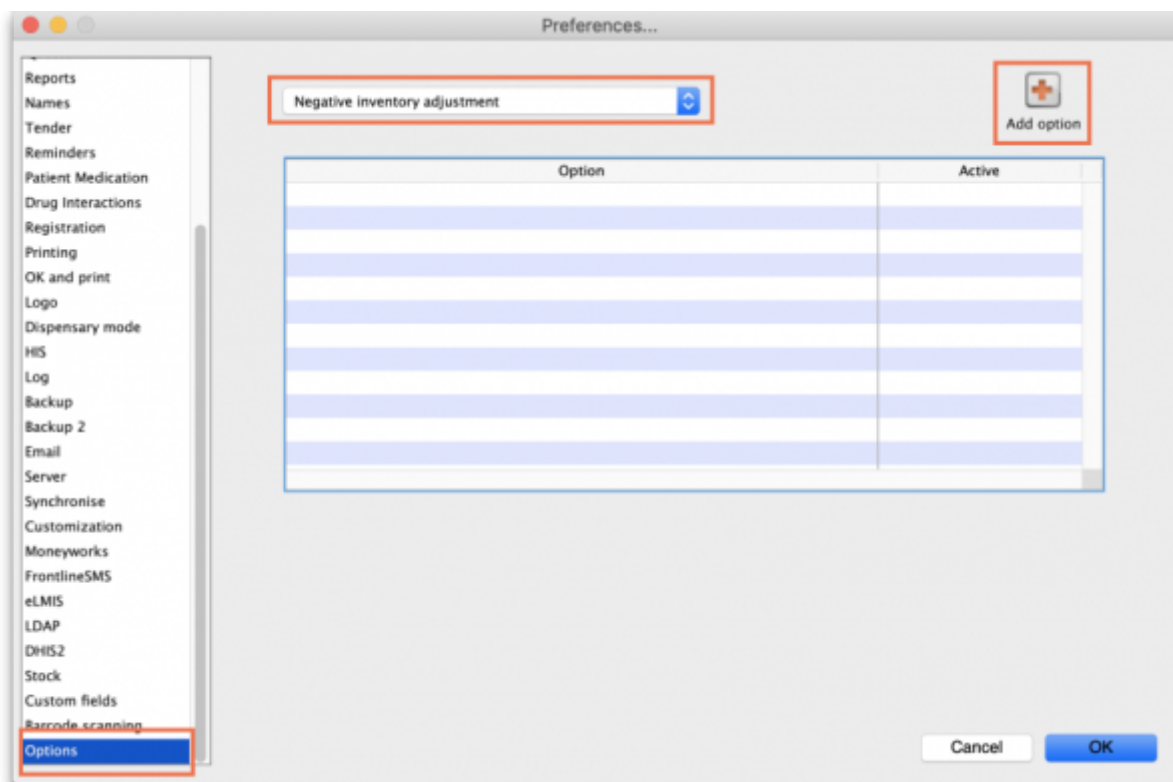 Preferences...
Reports
Names
Tender
Reminders
Patient Medication
Drug Interactions
Registration
Printing
OK and print
Logo
Dispensary mode
HIS
Log
Backup
Backup 2
Email
Server
Synchronise
Customization
Moneyworks
FrontlineSMS
eLMIS
LDAP
DHIS2
Stock
Custom fields
Barcode scanning
Options
Negative inventory adjustment
Add option
Option Active
Cancel OK